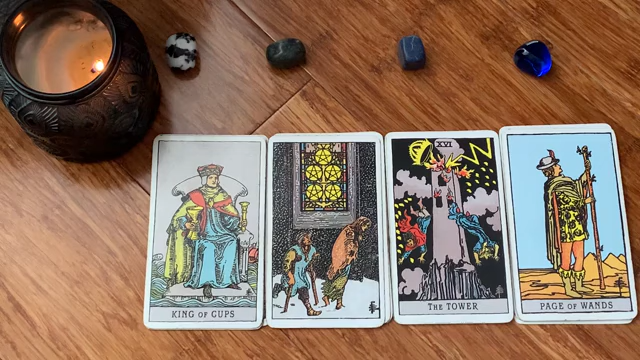 KING OF CUPS
XVI
THE TOWER
PAGE OF WANDS